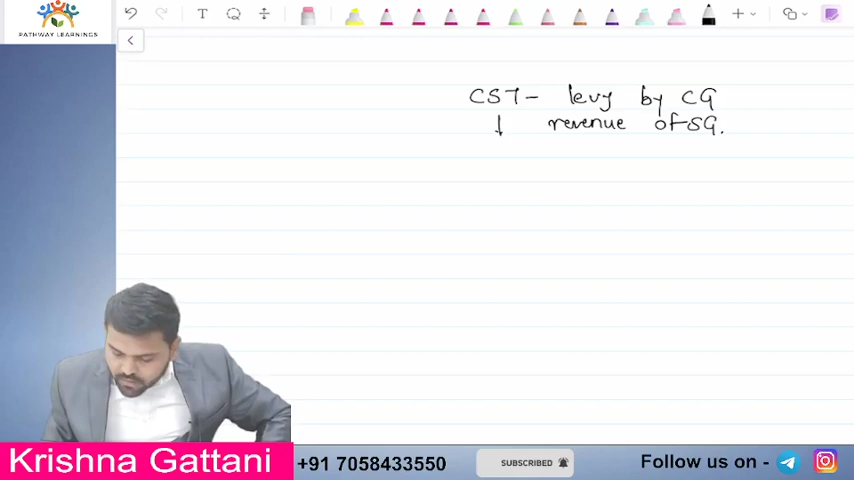 PATHWAY LEARNINGS
CST- levy by CG
↓ revenue of SG.
Krishna Gattani
+91 7058433550
SUBSCRIBED
Follow us on -